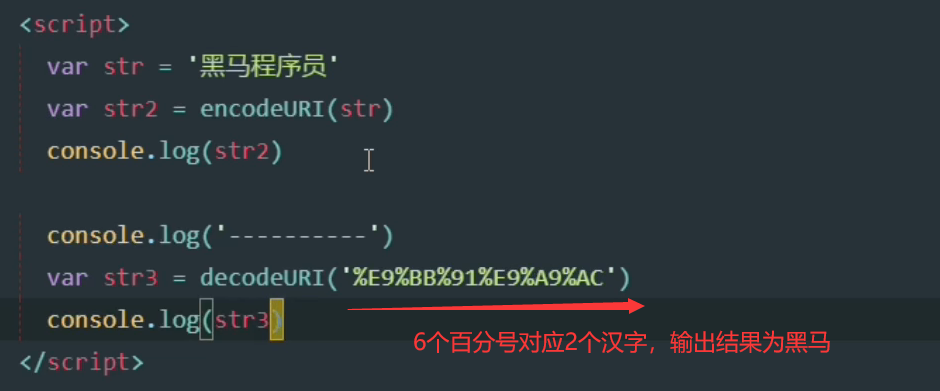 <script>
var str = '黑马程序员'
var str2 = encodeURI(str)
console.log(str2)
console.log('----------')
var str3 = decodeURI('%E9%BB%91%E9%A9%AC')
console.log(str3)
6个百分号对应2个汉字，输出结果为黑马
</script>